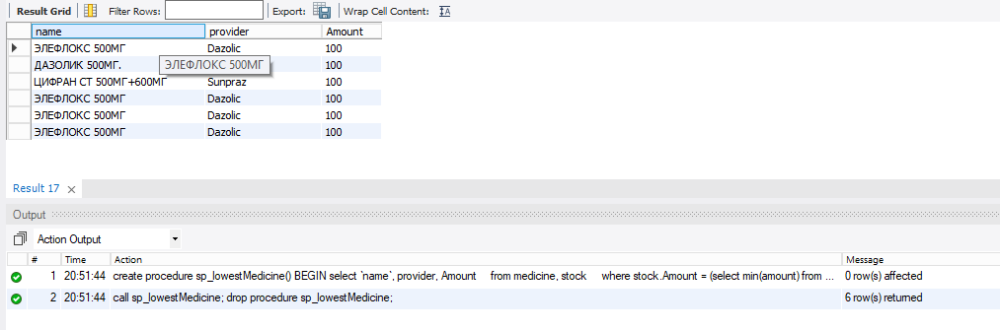 Result Grid Filter Rows: Export: Wrap Cell Content:
name provider Amount
ЭЛЕФЛОКС 500МГ Dazolic 100
ДАЗОЛИК 500МГ. Dazolic 100
ЭЛЕФЛОКС 500МГ
ЦИФРАН СТ 500МГ+600МГ Sunpraz 100
ЭЛЕФЛОКС 500МГ Dazolic 100
ЭЛЕФЛОКС 500МГ Dazolic 100
ЭЛЕФЛОКС 500МГ Dazolic 100
Result 17
Output
Action Output
# Time Action Message
1 20:51:44 create procedure sp_lowestMedicine() BEGIN select `name`, provider, Amount from medicine, stock where stock.Amount = (select min(amount) from ... 0 row(s) affected
2 20:51:44 call sp_lowestMedicine; drop procedure sp_lowestMedicine; 6 row(s) returned